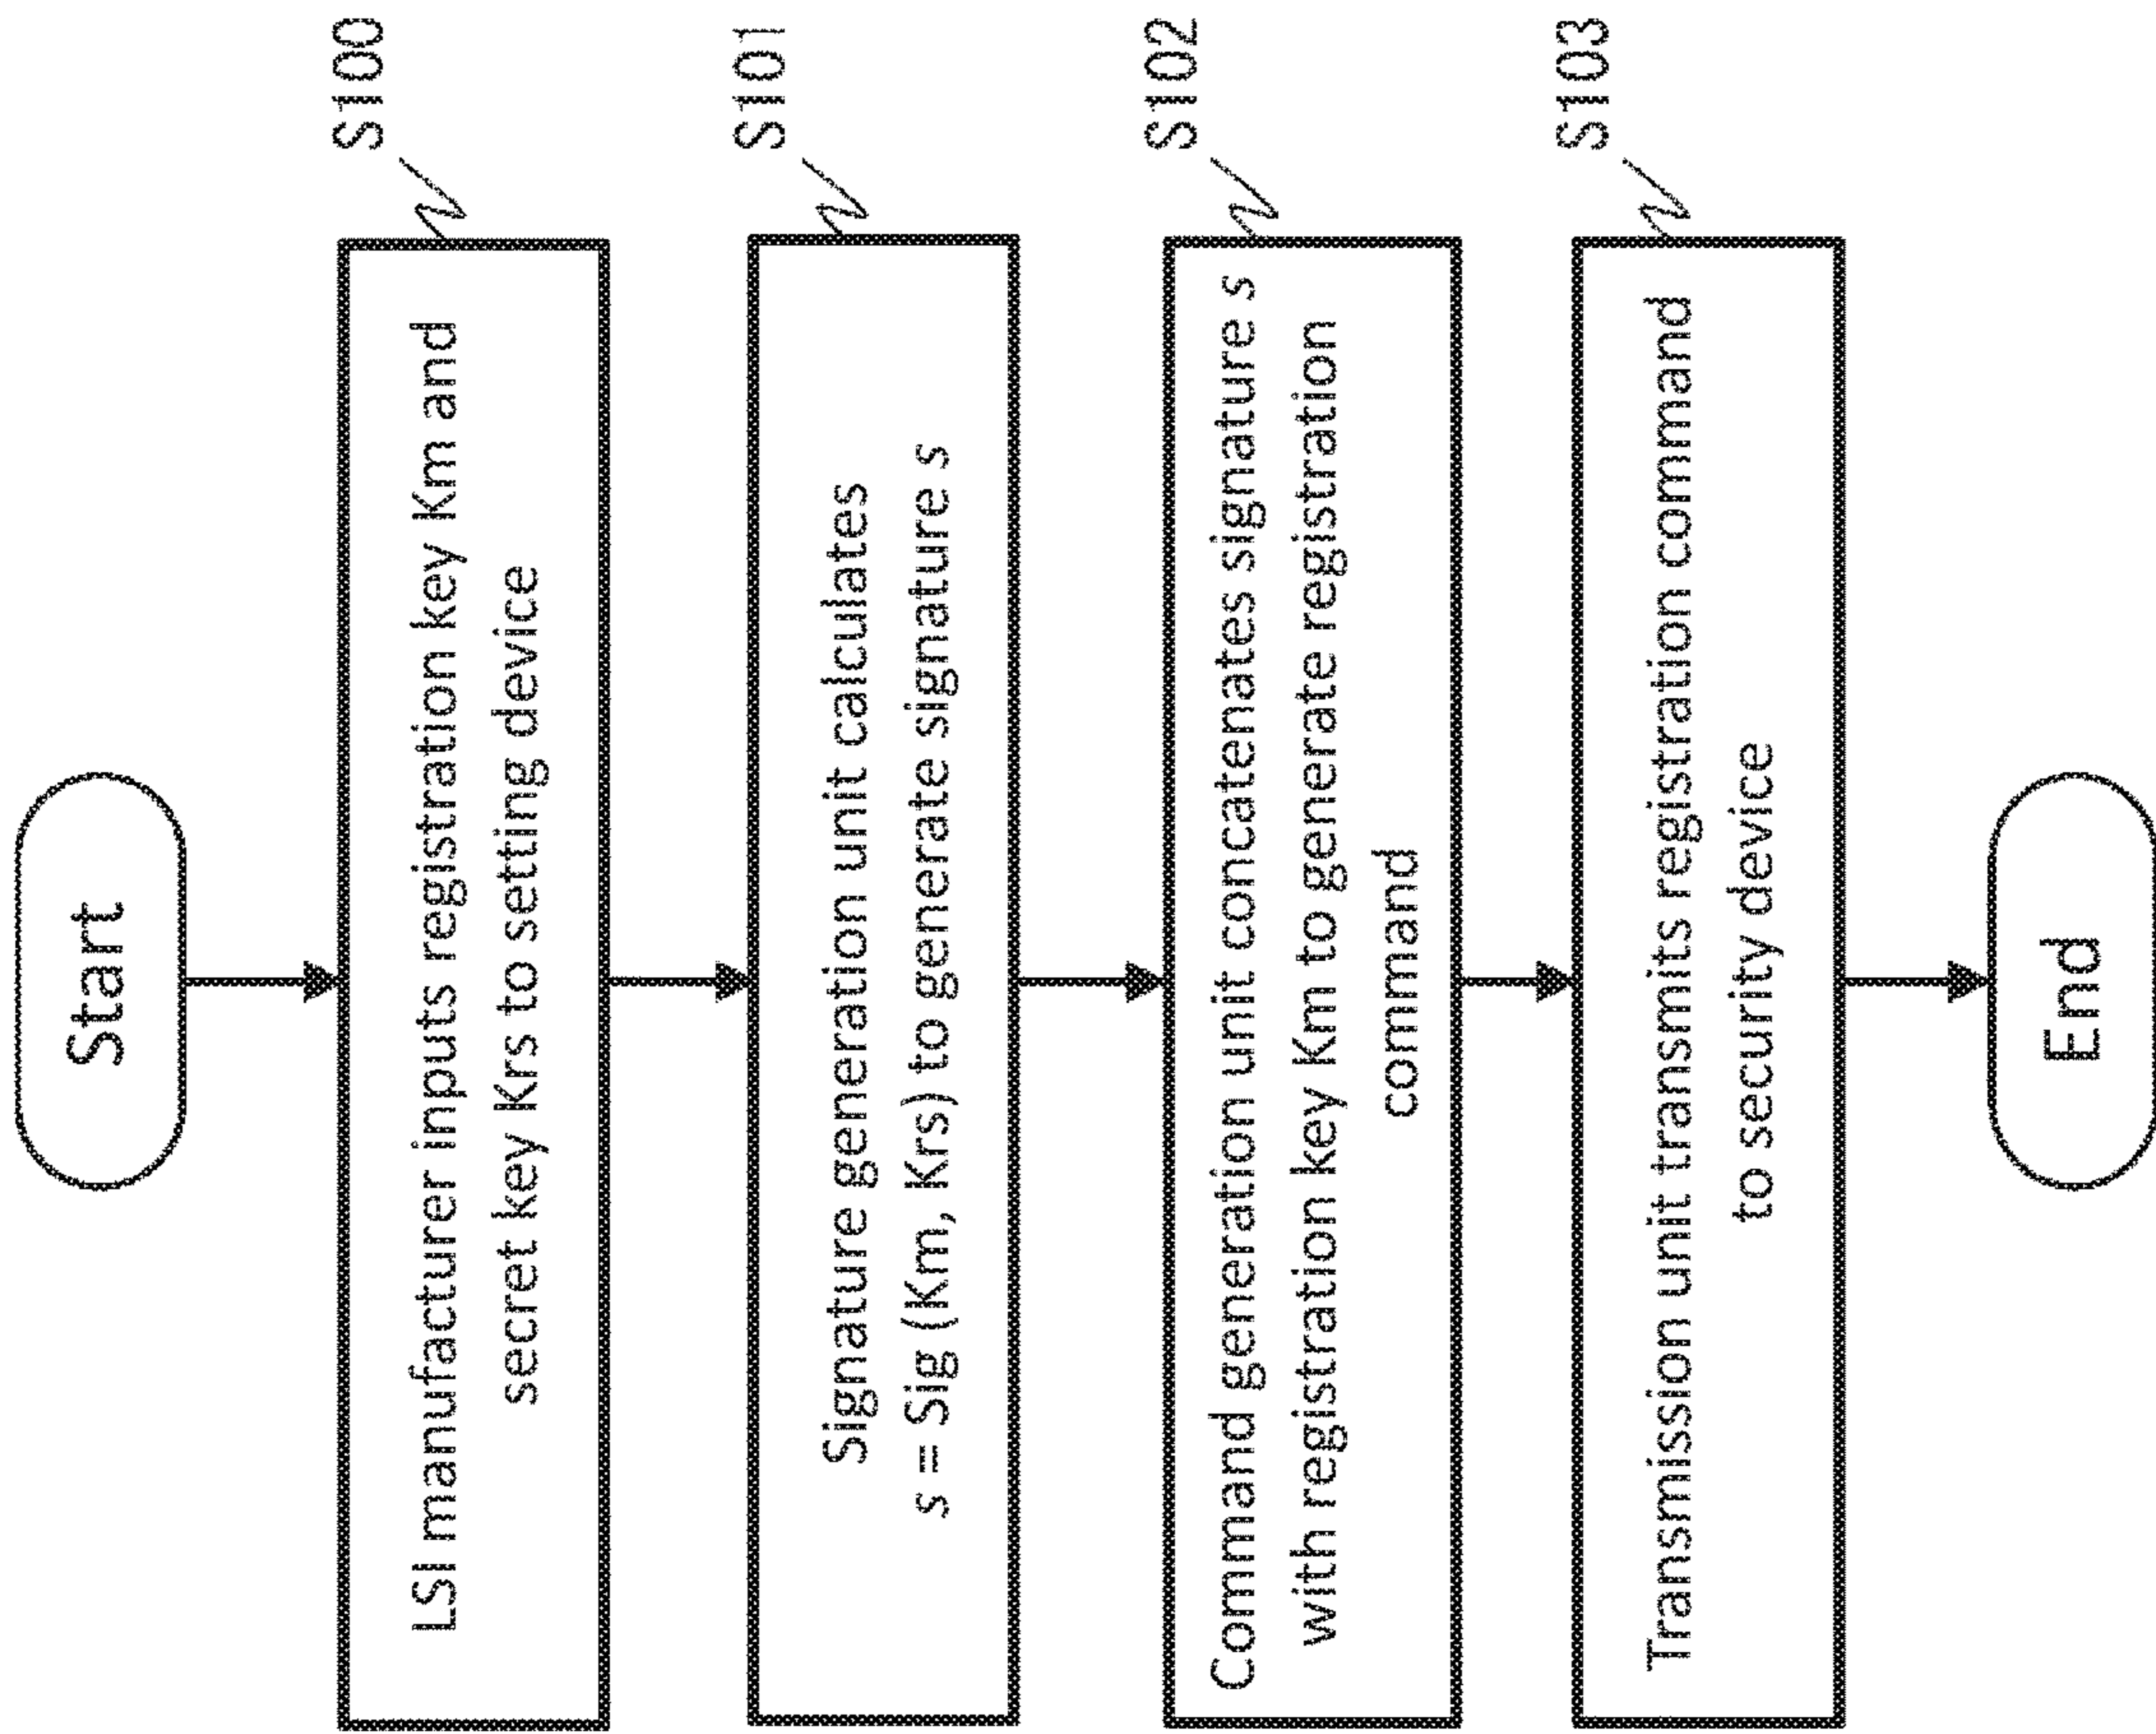 Start
S100
LSI manufacturer inputs registration key Km and
secret key Krs to setting device
S101
Signature generation unit calculates
s = Sig (Km, Krs) to generate signature s
S102
Command generation unit concatenates signature s
with registration key Km to generate registration
command
S103
Transmission unit transmits registration command
to security device
End